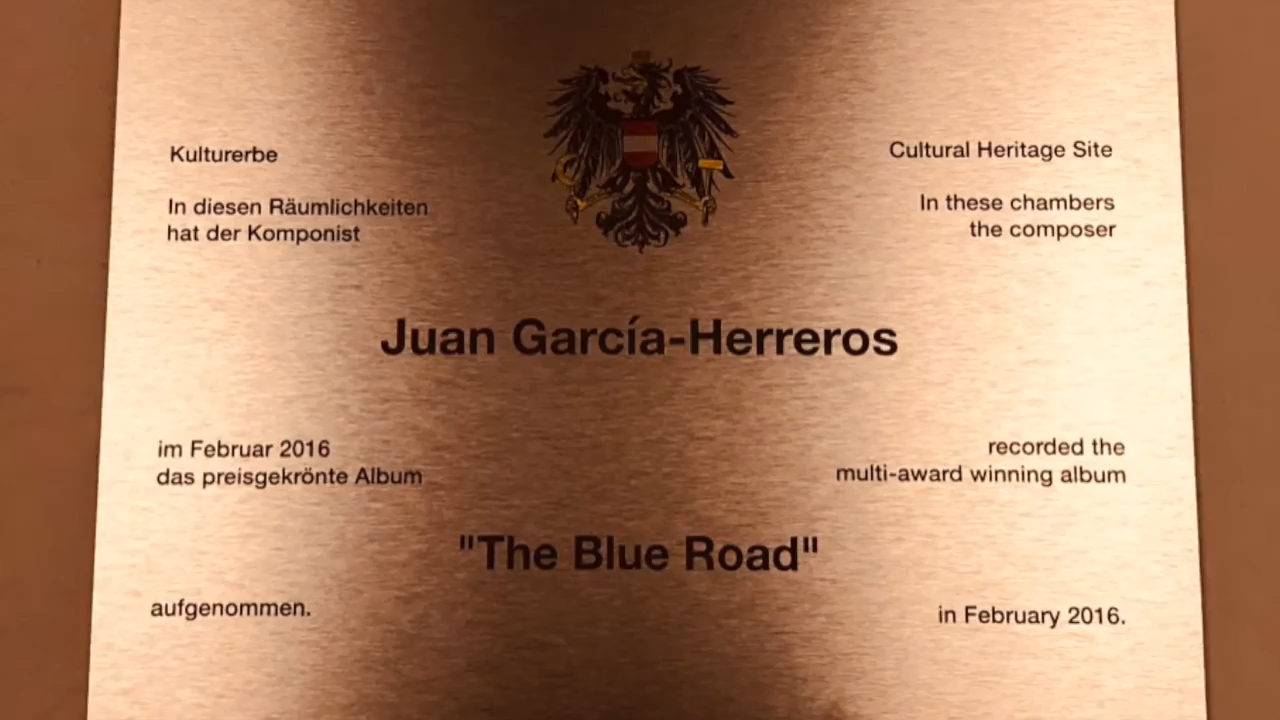 Kulturerbe
In diesen Räumlichkeiten
hat der Komponist
Cultural Heritage Site
In these chambers
the composer
Juan García-Herreros
im Februar 2016
das preisgekrönte Album
recorded the
multi-award winning album
"The Blue Road"
aufgenommen.
in February 2016.